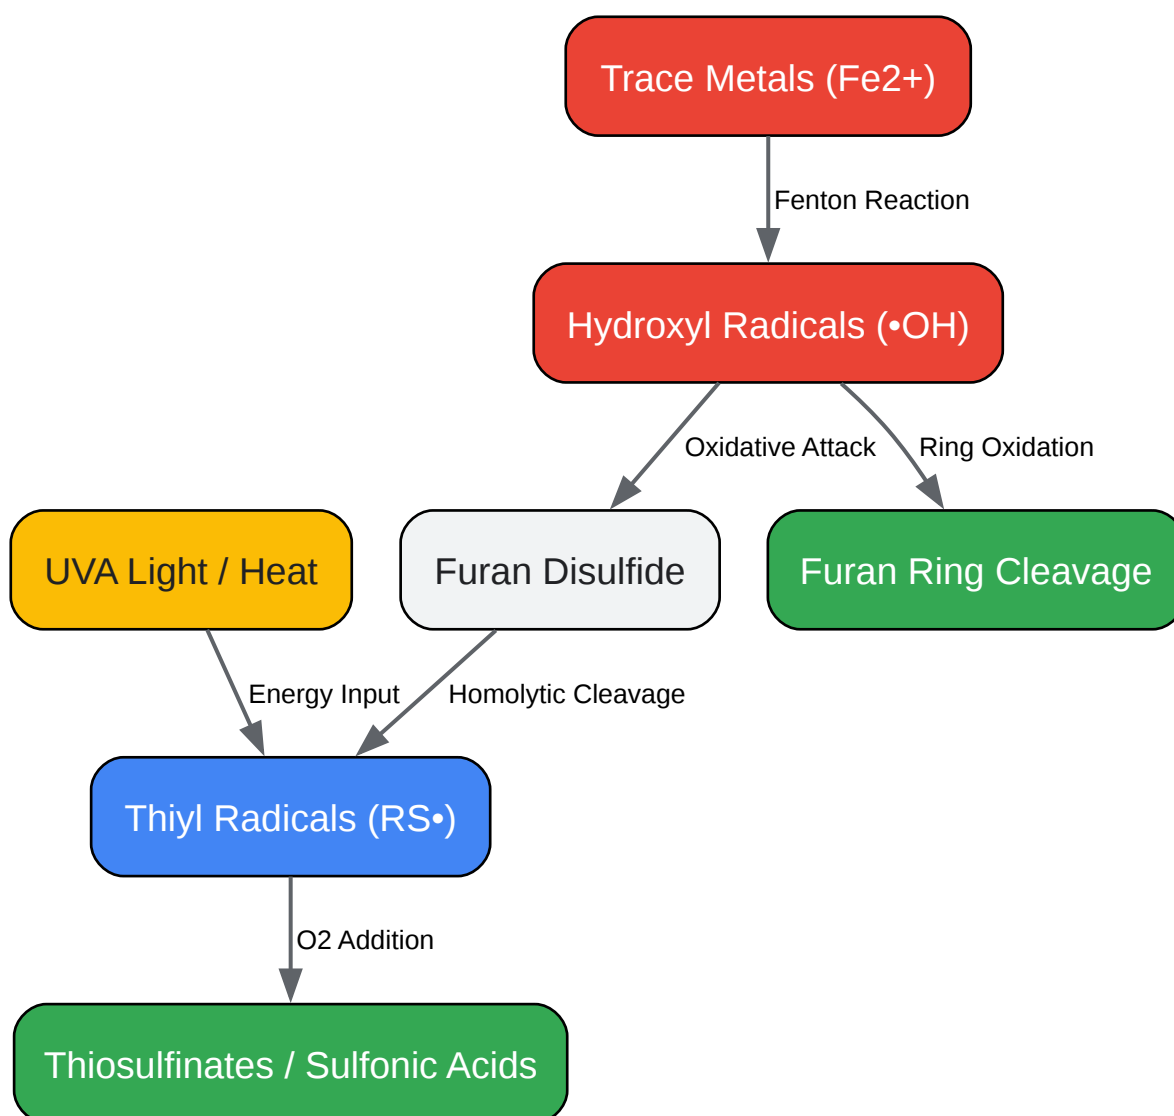 Trace Metals (Fe2+)
Fenton Reaction
Hydroxyl Radicals (•OH)
Oxidative Attack
Ring Oxidation
UVA Light / Heat
Furan Disulfide
Furan Ring Cleavage
Energy Input
Homolytic Cleavage
Thiyl Radicals (RS•)
O2 Addition
Thiosulfinates / Sulfonic Acids